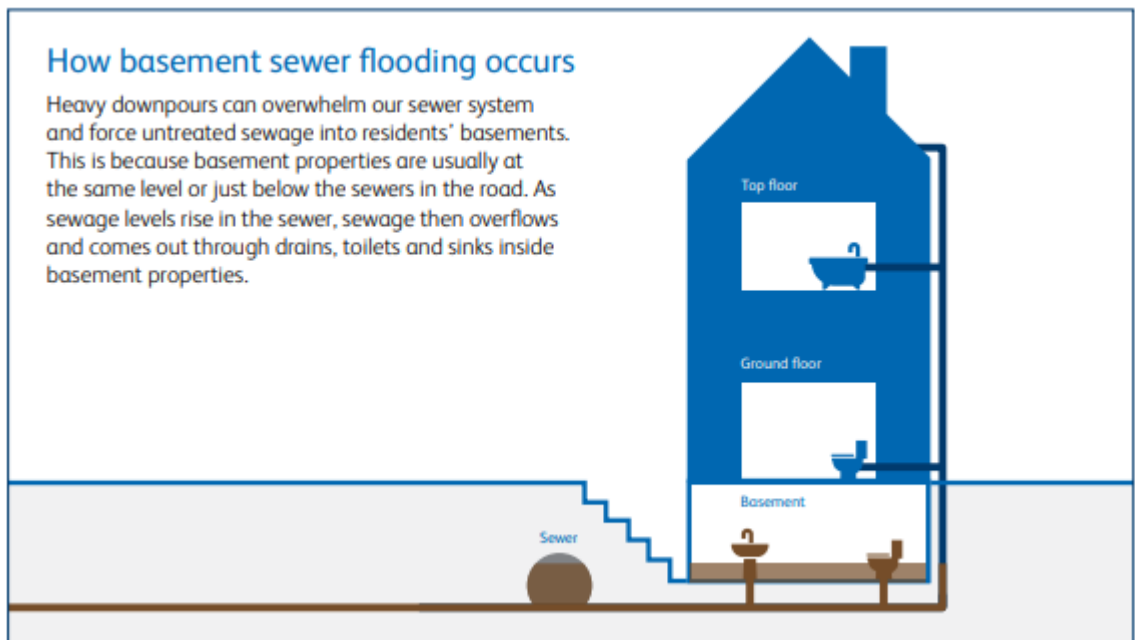 How basement sewer flooding occurs
Heavy downpours can overwhelm our sewer system
and force untreated sewage into residents' basements.
This is because basement properties are usually at
the same level or just below the sewers in the road. As
sewage levels rise in the sewer, sewage then overflows
and comes out through drains, toilets and sinks inside
basement properties.
Top floor
Ground floor
Basement
Sewer